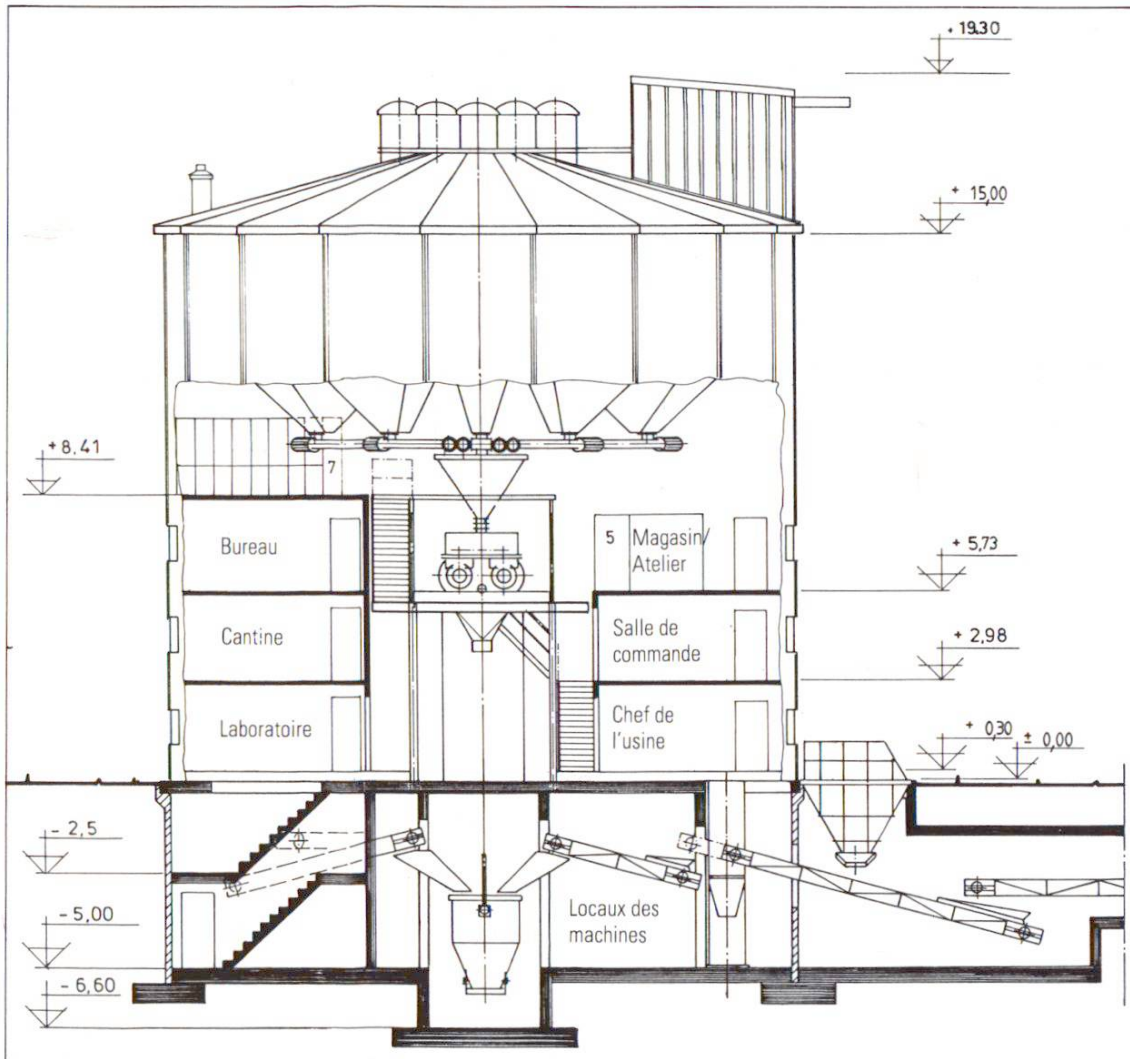 + 19.30
+ 15,00
+8,41
7
Bureau
5 Magasin/
Atelier
+ 5,73
Cantine
Salle de
commande
+ 2,98
Laboratoire
Chef de
l'usine
+ 0,30
± 0,00
- 2,5
-5,00
Locaux des
machines
-6,60